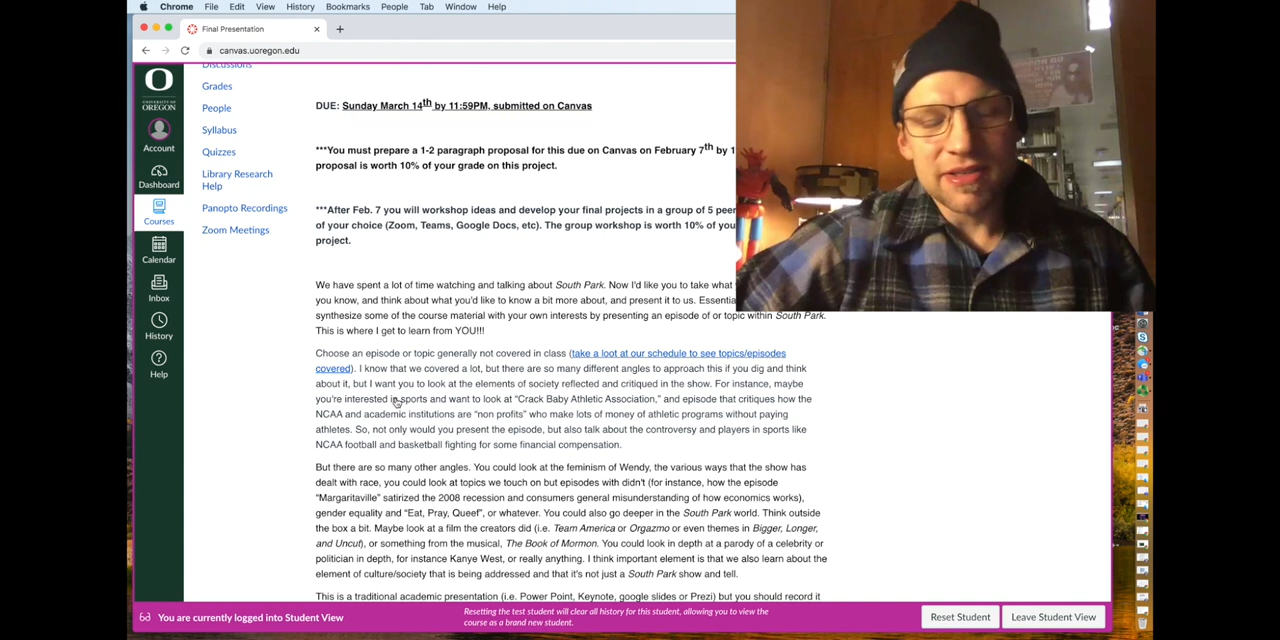 Chrome File Edit View History Bookmarks People Tab Window Help
Final Presentation
canvas.uoregon.edu
UNIVERSITY OF
OREGON
Account
Dashboard
Courses
Calendar
Inbox
History
Help
Discussions
Grades
People
Syllabus
Quizzes
Library Research
Help
Panopto Recordings
Zoom Meetings
DUE: Sunday March 14th by 11:59PM, submitted on Canvas
***You must prepare a 1-2 paragraph proposal for this due on Canvas on February 7th by 1
proposal is worth 10% of your grade on this project.
***After Feb. 7 you will workshop ideas and develop your final projects in a group of 5 peer
of your choice (Zoom, Teams, Google Docs, etc). The group workshop is worth 10% of you
project.
We have spent a lot of time watching and talking about South Park. Now I'd like you to take what
you know, and think about what you'd like to know a bit more about, and present it to us. Essentia
synthesize some of the course material with your own interests by presenting an episode of or topic within South Park.
This is where I get to learn from YOU!!!
Choose an episode or topic generally not covered in class (take a loot at our schedule to see topics/episodes
covered). I know that we covered a lot, but there are so many different angles to approach this if you dig and think
about it, but I want you to look at the elements of society reflected and critiqued in the show. For instance, maybe
you're interested in sports and want to look at “Crack Baby Athletic Association,” and episode that critiques how the
NCAA and academic institutions are “non profits” who make lots of money of athletic programs without paying
athletes. So, not only would you present the episode, but also talk about the controversy and players in sports like
NCAA football and basketball fighting for some financial compensation.
But there are so many other angles. You could look at the feminism of Wendy, the various ways that the show has
dealt with race, you could look at topics we touch on but episodes with didn't (for instance, how the episode
“Margaritaville” satirized the 2008 recession and consumers general misunderstanding of how economics works),
gender equality and “Eat, Pray, Queef”, or whatever. You could also go deeper in the South Park world. Think outside
the box a bit. Maybe look at a film the creators did (i.e. Team America or Orgazmo or even themes in Bigger, Longer,
and Uncut), or something from the musical, The Book of Mormon. You could look in depth at a parody of a celebrity or
politician in depth, for instance Kanye West, or really anything. I think important element is that we also learn about the
element of culture/society that is being addressed and that it's not just a South Park show and tell.
This is a traditional academic presentation (i.e. Power Point, Keynote, google slides or Prezi) but you should record it
You are currently logged into Student View
Resetting the test student will clear all history for this student, allowing you to view the
course as a brand new student.
Reset Student
Leave Student View